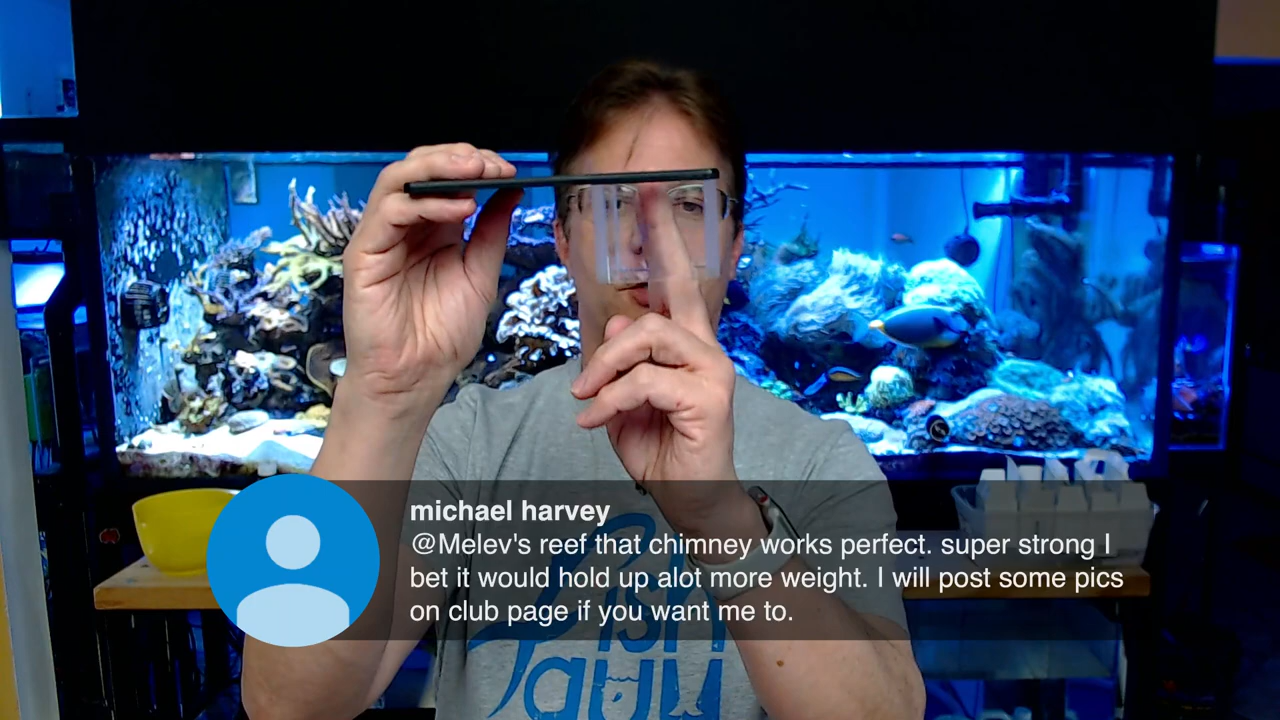 michael harvey
@Melev's reef that chimney works perfect. super strong I
bet it would hold up alot more weight. I will post some pics
on club page if you want me to.
Fish